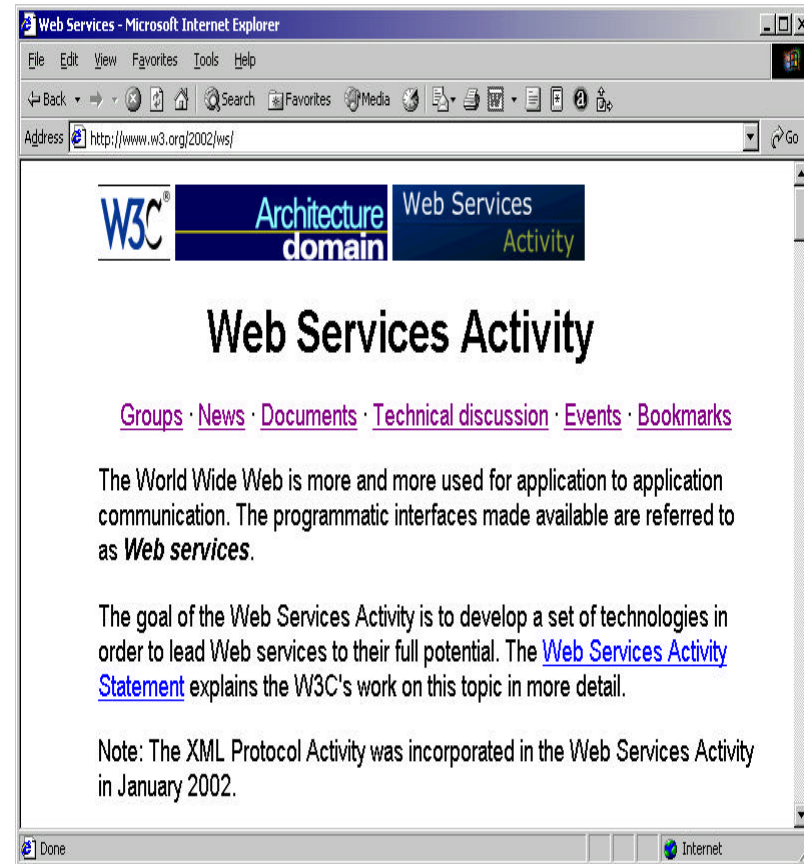 Web Services - Microsoft Internet Explorer
File Edit View Favorites Tools Help
Back Search Favorites Media
Address http://www.w3.org/2002/ws/ Go
W3C® Architecture domain Web Services Activity
Web Services Activity
Groups · News · Documents · Technical discussion · Events · Bookmarks
The World Wide Web is more and more used for application to application
communication. The programmatic interfaces made available are referred to
as Web services.
The goal of the Web Services Activity is to develop a set of technologies in
order to lead Web services to their full potential. The Web Services Activity
Statement explains the W3C's work on this topic in more detail.
Note: The XML Protocol Activity was incorporated in the Web Services Activity
in January 2002.
Done Internet